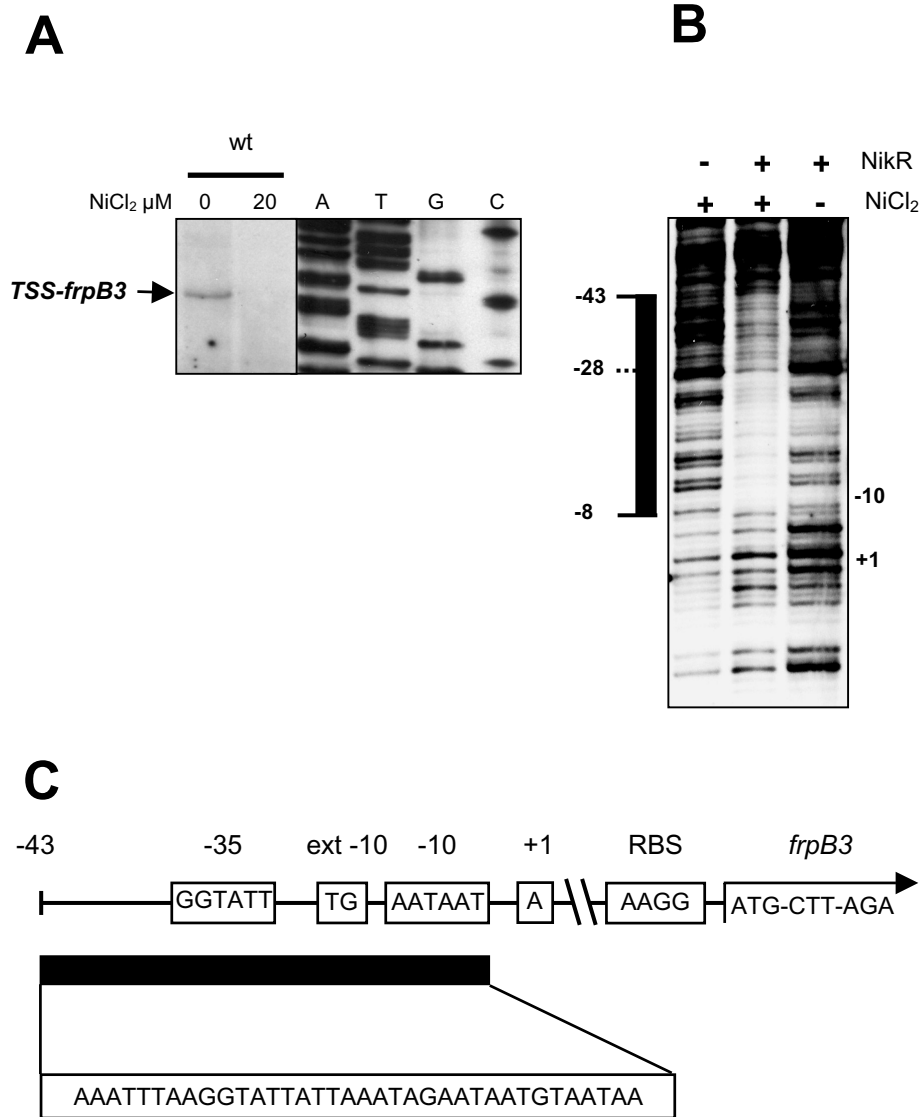 A
wt
NiCl₂ µM 0 20 A T G C
TSS-frpB3
B
- + + NikR
+ + - NiCl₂
-43
-28
-8
-10
+1
C
-43 -35 ext -10 -10 +1 RBS frpB3
GGTATT TG AATAAT A AAGG ATG-CTT-AGA
AAATTTAAGGTATTATTAAATAGAATAATGTAATAA